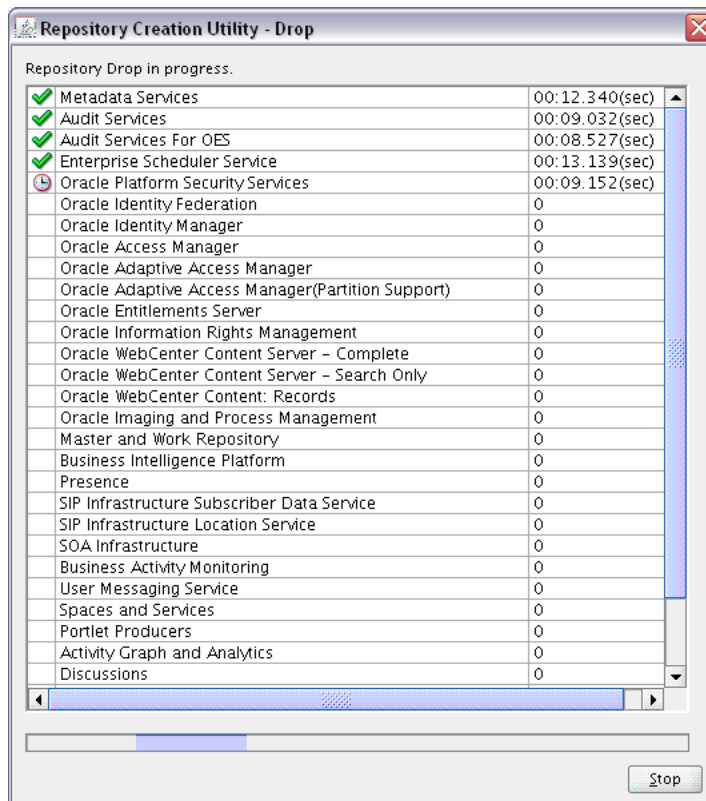 Repository Creation Utility - Drop
Repository Drop in progress.
Metadata Services 00:12.340(sec)
Audit Services 00:09.032(sec)
Audit Services For OES 00:08.527(sec)
Enterprise Scheduler Service 00:13.139(sec)
Oracle Platform Security Services 00:09.152(sec)
Oracle Identity Federation 0
Oracle Identity Manager 0
Oracle Access Manager 0
Oracle Adaptive Access Manager 0
Oracle Adaptive Access Manager(Partition Support) 0
Oracle Entitlements Server 0
Oracle Information Rights Management 0
Oracle WebCenter Content Server - Complete 0
Oracle WebCenter Content Server - Search Only 0
Oracle WebCenter Content: Records 0
Oracle Imaging and Process Management 0
Master and Work Repository 0
Business Intelligence Platform 0
Presence 0
SIP Infrastructure Subscriber Data Service 0
SIP Infrastructure Location Service 0
SOA Infrastructure 0
Business Activity Monitoring 0
User Messaging Service 0
Spaces and Services 0
Portlet Producers 0
Activity Graph and Analytics 0
Discussions 0
Stop